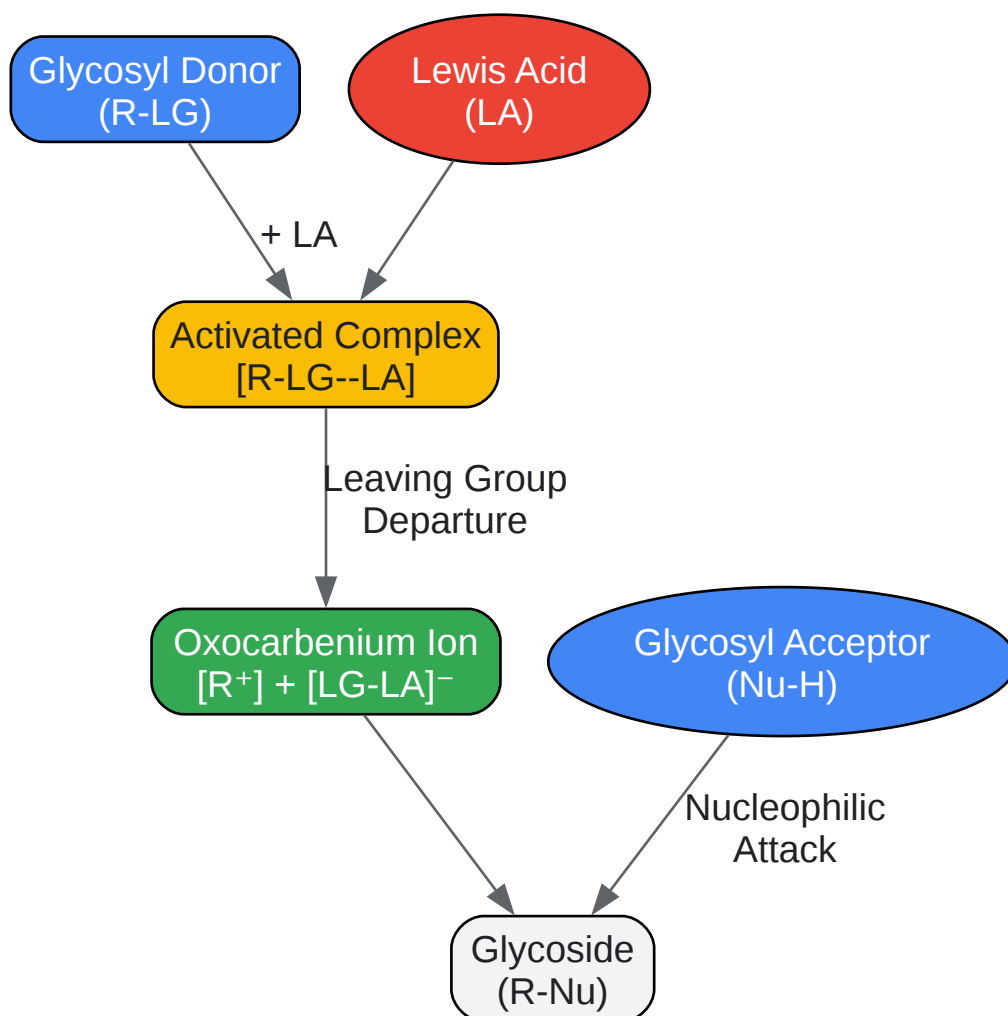 Glycosyl Donor
(R-LG)
Lewis Acid
(LA)
+ LA
Activated Complex
[R-LG--LA]
Leaving Group
Departure
Oxocarbenium Ion
[R⁺] + [LG-LA]⁻
Glycosyl Acceptor
(Nu-H)
Nucleophilic
Attack
Glycoside
(R-Nu)